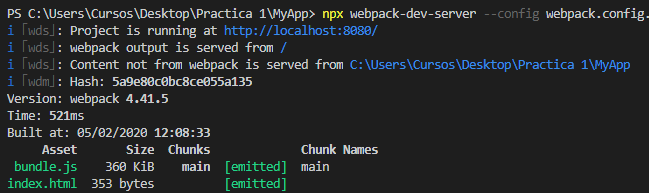 PS C:\Users\Cursos\Desktop\Practica 1\MyApp> npx webpack-dev-server --config webpack.config.
i ｢wds｣: Project is running at http://localhost:8080/
i ｢wds｣: webpack output is served from /
i ｢wds｣: Content not from webpack is served from C:\Users\Cursos\Desktop\Practica 1\MyApp
i ｢wdm｣: Hash: 5a9e80c0bc8ce055a135
Version: webpack 4.41.5
Time: 521ms
Built at: 05/02/2020 12:08:33
Asset Size Chunks Chunk Names
bundle.js 360 KiB main [emitted] main
index.html 353 bytes [emitted]